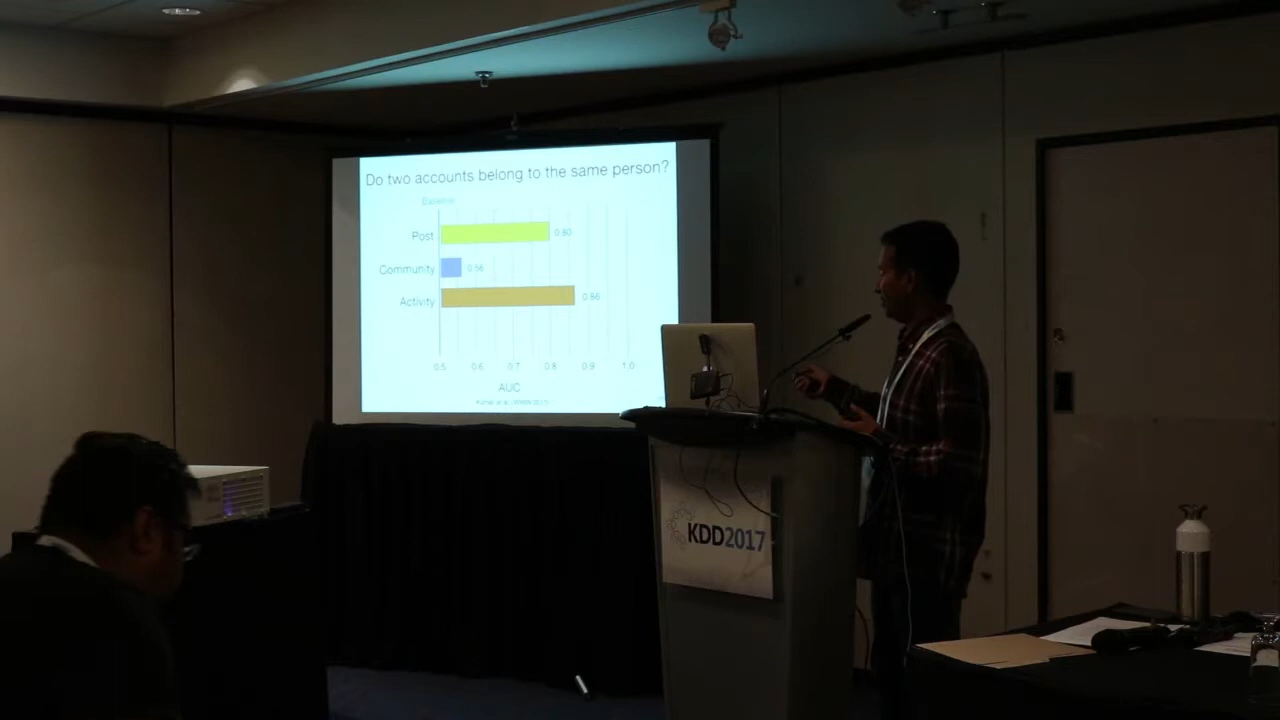 Do two accounts belong to the same person?
Baseline
Post 0.80
Community 0.56
Activity 0.86
0.5 0.6 0.7 0.8 0.9 1.0
AUC
KDD2017